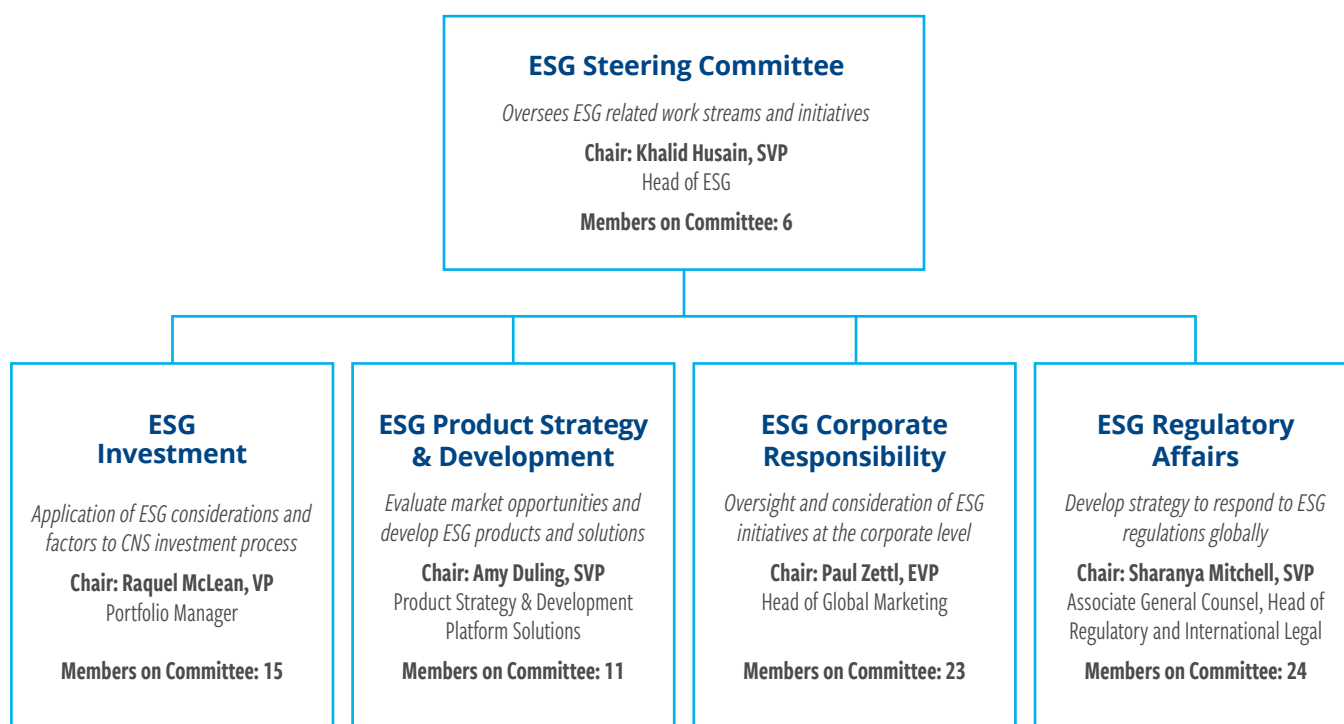 ESG Steering Committee
Oversees ESG related work streams and initiatives
Chair: Khalid Husain, SVP
Head of ESG
Members on Committee: 6
ESG
Investment
Application of ESG considerations and
factors to CNS investment process
Chair: Raquel McLean, VP
Portfolio Manager
Members on Committee: 15
ESG Product Strategy
& Development
Evaluate market opportunities and
develop ESG products and solutions
Chair: Amy Duling, SVP
Product Strategy & Development
Platform Solutions
Members on Committee: 11
ESG Corporate
Responsibility
Oversight and consideration of ESG
initiatives at the corporate level
Chair: Paul Zettl, EVP
Head of Global Marketing
Members on Committee: 23
ESG Regulatory
Affairs
Develop strategy to respond to ESG
regulations globally
Chair: Sharanya Mitchell, SVP
Associate General Counsel, Head of
Regulatory and International Legal
Members on Committee: 24